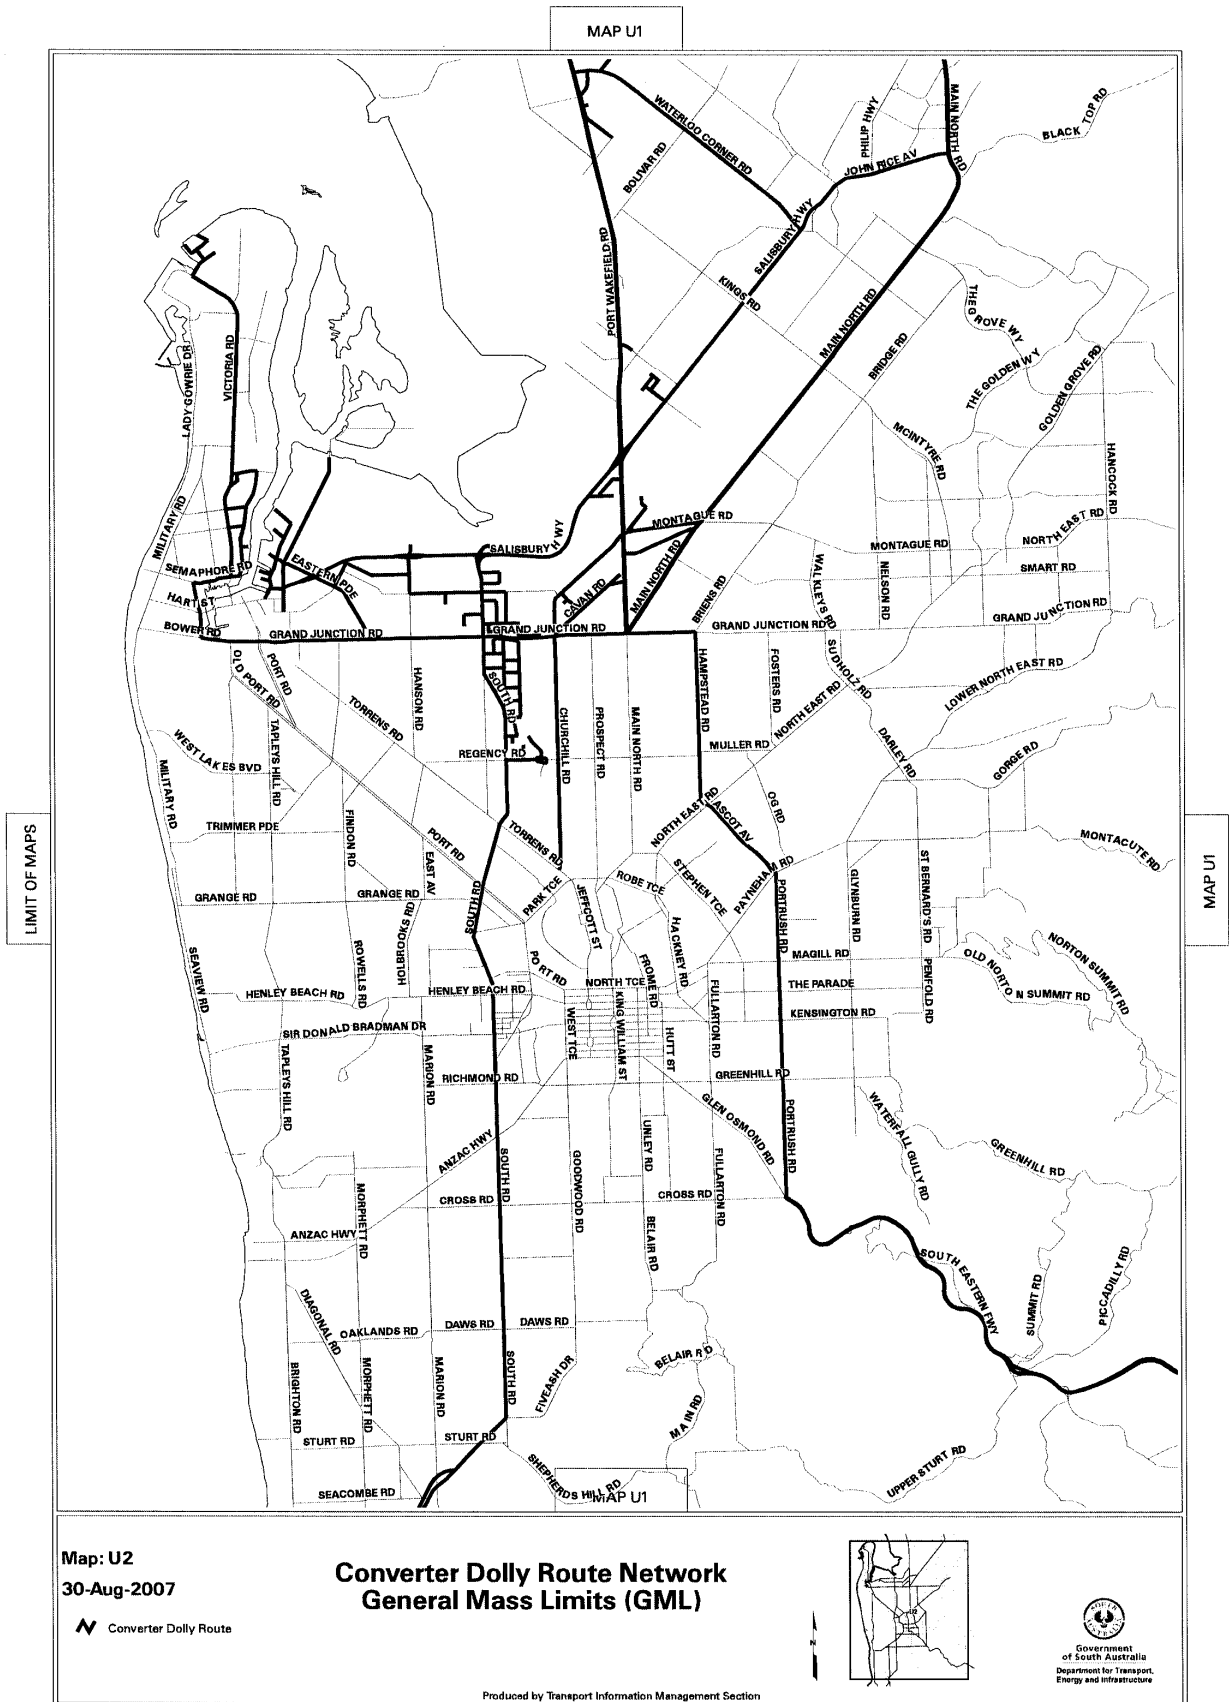 MAP U1
WATERLOO CORNER RD
BOLIVAR RD
PHILIP HWY
MAIN NORTH RD
BLACK TOP RD
JOHN RICE AV
PORT WAKEFIELD RD
SALISBURY HWY
KINGS RD
MAIN NORTH RD
BRIDGE RD
THE GROVE WY
THE GOLDEN WY
GOLDEN GROVE RD
LADY GOWRIE DR
VICTORIA RD
MCINTYRE RD
HANCOCK RD
MILITARY RD
MONTAGUE RD
SALISBURY HWY
MONTAGUE RD
NORTH EAST RD
SEMAPHORE RD
EASTERN PDE
CAVAN RD
MAIN NORTH RD
BRIENS RD
WALKLEYS RD
NELSON RD
SMART RD
HART ST
BOWER RD
GRAND JUNCTION RD
GRAND JUNCTION RD
GRAND JUNCTION RD
GRAND JUNCTION RD
OLD PORT RD
PORT RD
HANSON RD
SOUTH RD
HAMPSTEAD RD
FOSTERS RD
SUDHOLZ RD
LOWER NORTH EAST RD
TORRENS RD
CHURCHILL RD
PROSPECT RD
MAIN NORTH RD
NORTH EAST RD
WEST LAKES BVD
TAPLEYS HILL RD
REGENCY RD
MULLER RD
DARLEY RD
GORGE RD
MILITARY RD
TRIMMER PDE
FINDON RD
PORT RD
TORRENS RD
NORTH EAST RD
ASCOT AV
OG RD
MONTACUTE RD
LIMIT OF MAPS
MAP U1
EAST AV
GRANGE RD
GRANGE RD
SOUTH RD
PARK TCE
JEFFCOTT ST
ROBE TCE
STEPHEN TCE
PAYNEHAM RD
PORTRUSH RD
GLYNBURN RD
ST BERNARD'S RD
HOLBROOKS RD
HACKNEY RD
SEAVIEW RD
ROWELLS RD
PORT RD
FROME RD
MAGILL RD
OLD NORTON SUMMIT RD
NORTON SUMMIT RD
HENLEY BEACH RD
HENLEY BEACH RD
NORTH TCE
FULLARTON RD
THE PARADE
PENFOLD RD
SIR DONALD BRADMAN DR
WEST TCE
KING WILLIAM ST
HUTT ST
KENSINGTON RD
TAPLEYS HILL RD
MARION RD
RICHMOND RD
GREENHILL RD
GLEN OSMOND RD
PORTRUSH RD
WATERFALL GULLY RD
ANZAC HWY
UNLEY RD
GREENHILL RD
SOUTH RD
GOODWOOD RD
FULLARTON RD
MORPHETT RD
CROSS RD
CROSS RD
ANZAC HWY
BELAIR RD
SOUTH EASTERN FWY
SUMMIT RD
PICCADILLY RD
DIAGONAL RD
OAKLANDS RD
DAWS RD
DAWS RD
BELAIR RD
BRIGHTON RD
MORPHETT RD
MARION RD
SOUTH RD
FIVEASH DR
MAIN RD
STURT RD
STURT RD
SHEPHERDS HILL RD
UPPER STURT RD
SEACOMBE RD
MAP U1
Map: U2
30-Aug-2007
Converter Dolly Route
Converter Dolly Route Network
General Mass Limits (GML)
N
U2
SOUTH
AUSTRALIA
Government
of South Australia
Department for Transport,
Energy and Infrastructure
Produced by Transport Information Management Section